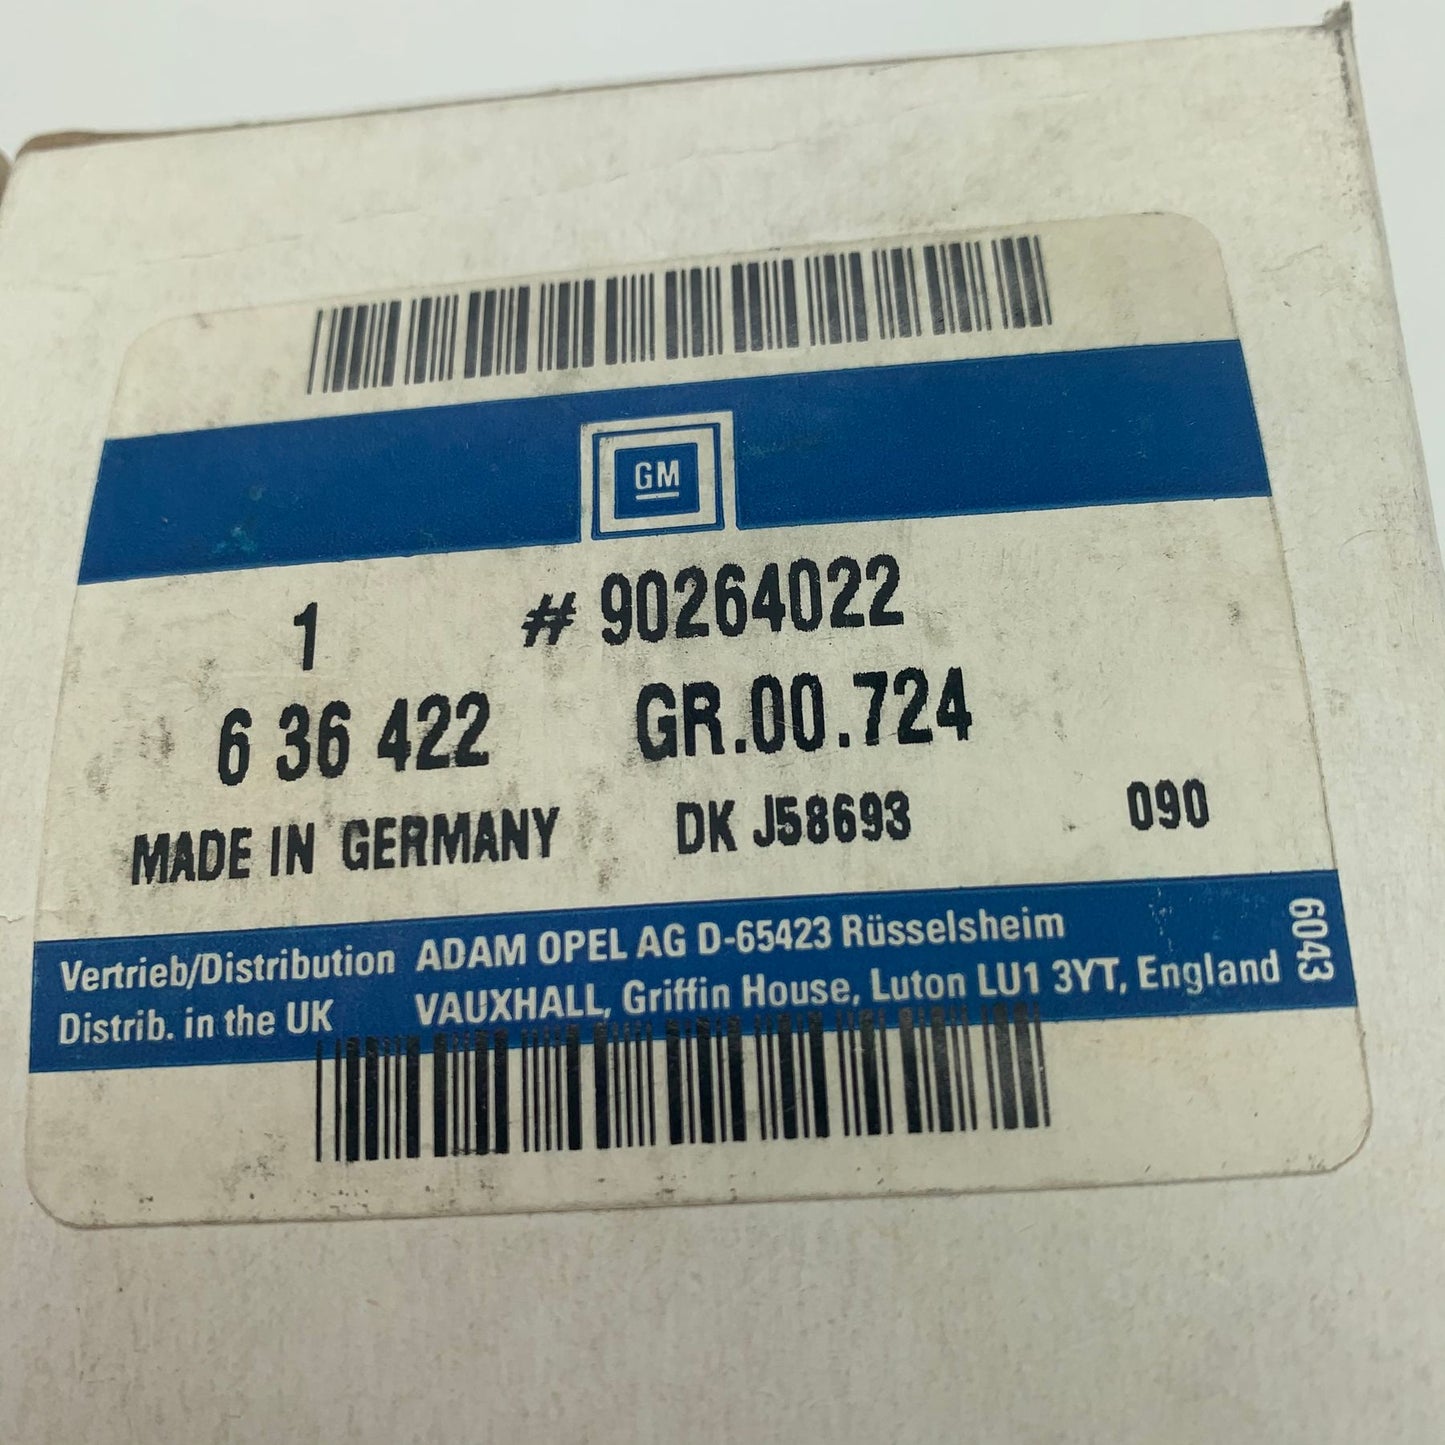 GM
1 # 90264022
6 36 422 GR.00.724
MADE IN GERMANY DK J58693 090
Vertrieb/Distribution ADAM OPEL AG D-65423 Rüsselsheim
Distrib. in the UK VAUXHALL, Griffin House, Luton LU1 3YT, England
6043